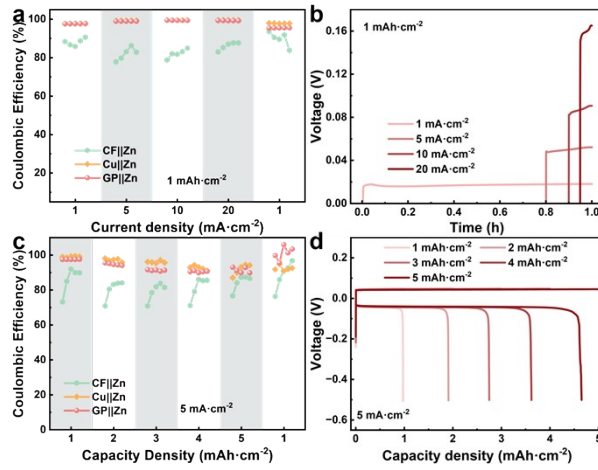 a
Coulombic Efficiency (%)
100
80
60
40
20
CF||Zn
Cu||Zn
GP||Zn
1 mAh·cm⁻²
1 5 10 20 1
Current density (mA·cm⁻²)
b
1 mAh·cm⁻²
Voltage (V)
0.16
0.12
0.08
0.04
0.00
1 mA·cm⁻²
5 mA·cm⁻²
10 mA·cm⁻²
20 mA·cm⁻²
0.0 0.2 0.4 0.6 0.8 1.0
Time (h)
c
Coulombic Efficiency (%)
100
80
60
40
20
0
CF||Zn
Cu||Zn
GP||Zn
5 mA·cm⁻²
1 2 3 4 5 1
Capacity Density (mAh·cm⁻²)
d
1 mAh·cm⁻² 2 mAh·cm⁻²
3 mAh·cm⁻² 4 mAh·cm⁻²
5 mAh·cm⁻²
Voltage (V)
0.0
−0.2
−0.4
−0.6
5 mA·cm⁻²
0 1 2 3 4 5
Capacity density (mAh·cm⁻²)